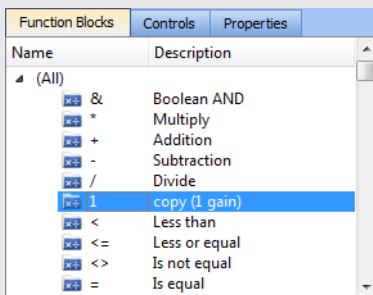 Function Blocks Controls Properties
Name Description
(All)
& Boolean AND
* Multiply
+ Addition
- Subtraction
/ Divide
1 copy (1 gain)
< Less than
<= Less or equal
<> Is not equal
= Is equal